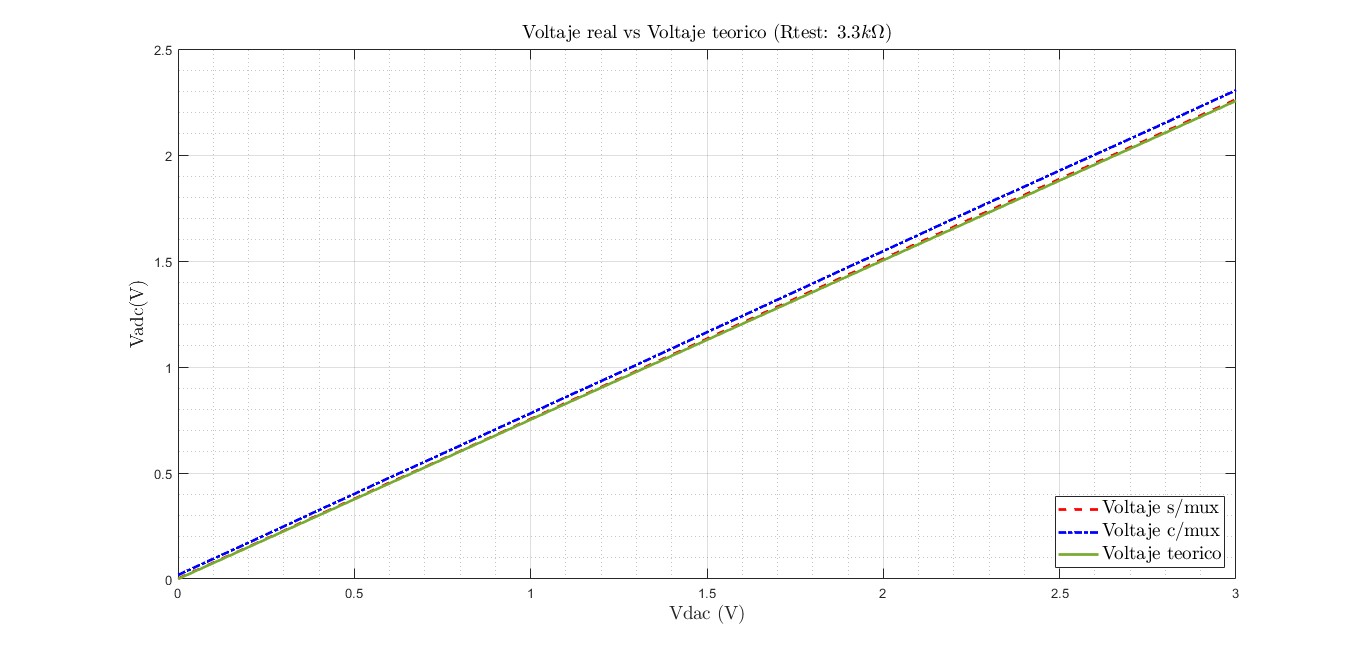 Voltaje real vs Voltaje teorico (Rtest: 3.3kΩ)
2.5
2
1.5
1
0.5
0
Vadc(V)
0 0.5 1 1.5 2 2.5 3
Vdac (V)
Voltaje s/mux
Voltaje c/mux
Voltaje teorico